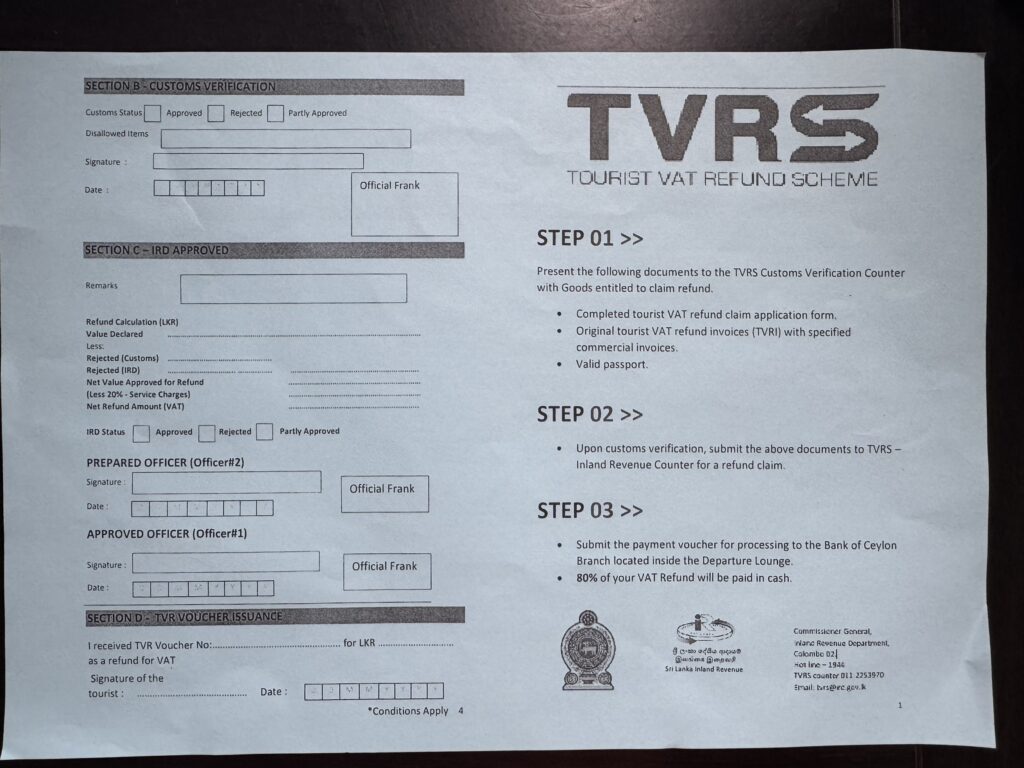 SECTION B - CUSTOMS VERIFICATION
Customs Status Approved Rejected Partly Approved
Disallowed Items
Signature :
Date :
Official Frank
SECTION C – IRD APPROVED
Remarks
Refund Calculation (LKR)
Value Declared
Less:
Rejected (Customs)
Rejected (IRD)
Net Value Approved for Refund
(Less 20% - Service Charges)
Net Refund Amount (VAT)
IRD Status Approved Rejected Partly Approved
PREPARED OFFICER (Officer#2)
Signature :
Official Frank
Date :
APPROVED OFFICER (Officer#1)
Signature :
Official Frank
Date : D D M M Y Y Y Y
SECTION D - TVR VOUCHER ISSUANCE
I received TVR Voucher No: for LKR
as a refund for VAT
Signature of the
tourist : Date : D D M M Y Y Y Y
*Conditions Apply 4
TVRS
TOURIST VAT REFUND SCHEME
STEP 01 >>
Present the following documents to the TVRS Customs Verification Counter
with Goods entitled to claim refund.
• Completed tourist VAT refund claim application form.
• Original tourist VAT refund invoices (TVRI) with specified
commercial invoices.
• Valid passport.
STEP 02 >>
• Upon customs verification, submit the above documents to TVRS –
Inland Revenue Counter for a refund claim.
STEP 03 >>
• Submit the payment voucher for processing to the Bank of Ceylon
Branch located inside the Departure Lounge.
• 80% of your VAT Refund will be paid in cash.
ශ්‍රී ලංකා දේශීය ආදායම්
இலங்கை இறைவரி
Sri Lanka Inland Revenue
Commissioner General,
Inland Revenue Department,
Colombo 02
Hot line – 1944
TVRS counter 011 2253970
Email:
1